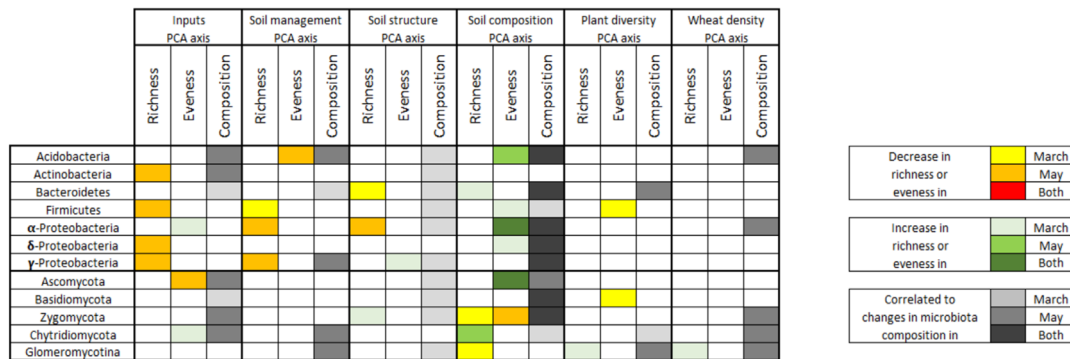 Inputs Soil management Soil structure Soil composition Plant diversity Wheat density
PCA axis PCA axis PCA axis PCA axis PCA axis PCA axis
Richness Eveness Composition Richness Eveness Composition Richness Eveness Composition Richness Eveness Composition Richness Eveness Composition Richness Eveness Composition
Acidobacteria
Actinobacteria
Bacteroidetes
Firmicutes
α-Proteobacteria
δ-Proteobacteria
γ-Proteobacteria
Ascomycota
Basidiomycota
Zygomycota
Chytridiomycota
Glomeromycotina
Decrease in March
richness or May
eveness in Both
Increase in March
richness or May
eveness in Both
Correlated to March
changes in microbiota May
composition in Both